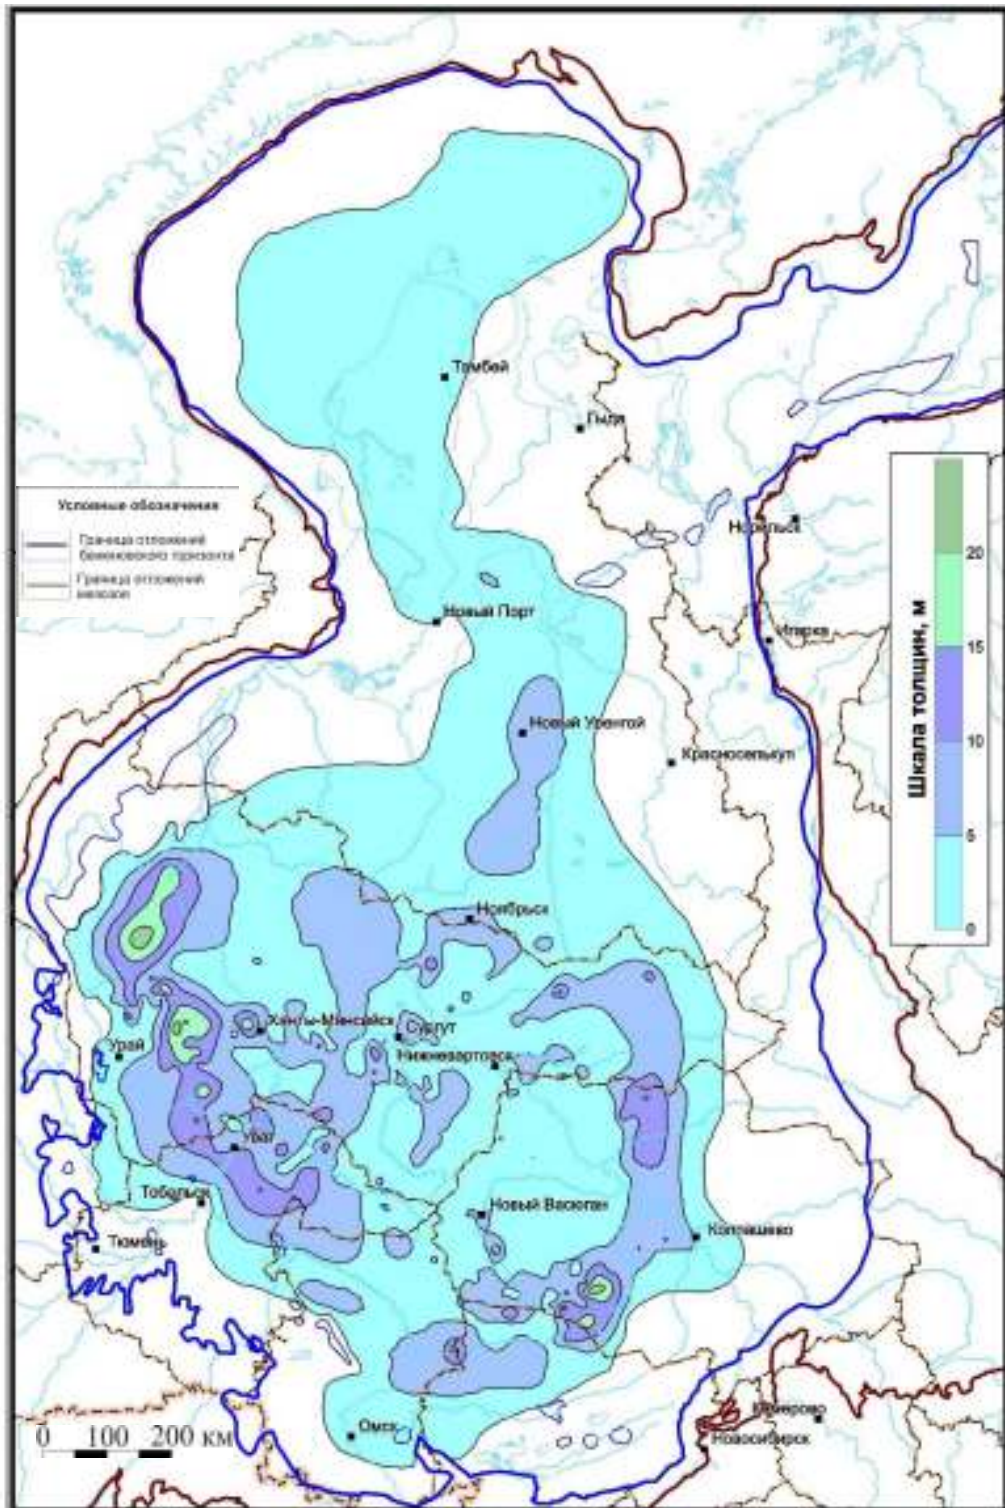 Тамбей
Гыда
Условные обозначения
Граница отложений
баженовского горизонта
Граница отложений
мезозоя
Норильск
Новый Порт
Игарка
Новый Уренгой
Красноселькуп
Шкала толщин, м
20
15
10
5
0
Ноябрьск
Ханты-Мансийск
Сургут
Урай
Нижневартовск
Уват
Тобольск
Новый Васюган
Колпашево
Тюмень
Кемерово
Омск
Новосибирск
0 100 200 км